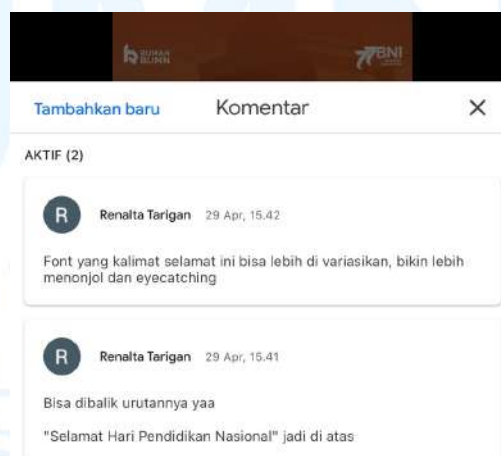 RUMAH
BUMN
BNI
Tambahkan baru
Komentar
AKTIF (2)
R
Renalta Tarigan 29 Apr, 15.42
Font yang kalimat selamat ini bisa lebih di variasikan, bikin lebih
menonjol dan eyecatching
R
Renalta Tarigan 29 Apr, 15.41
Bisa dibalik urutannya yaa
"Selamat Hari Pendidikan Nasional" jadi di atas